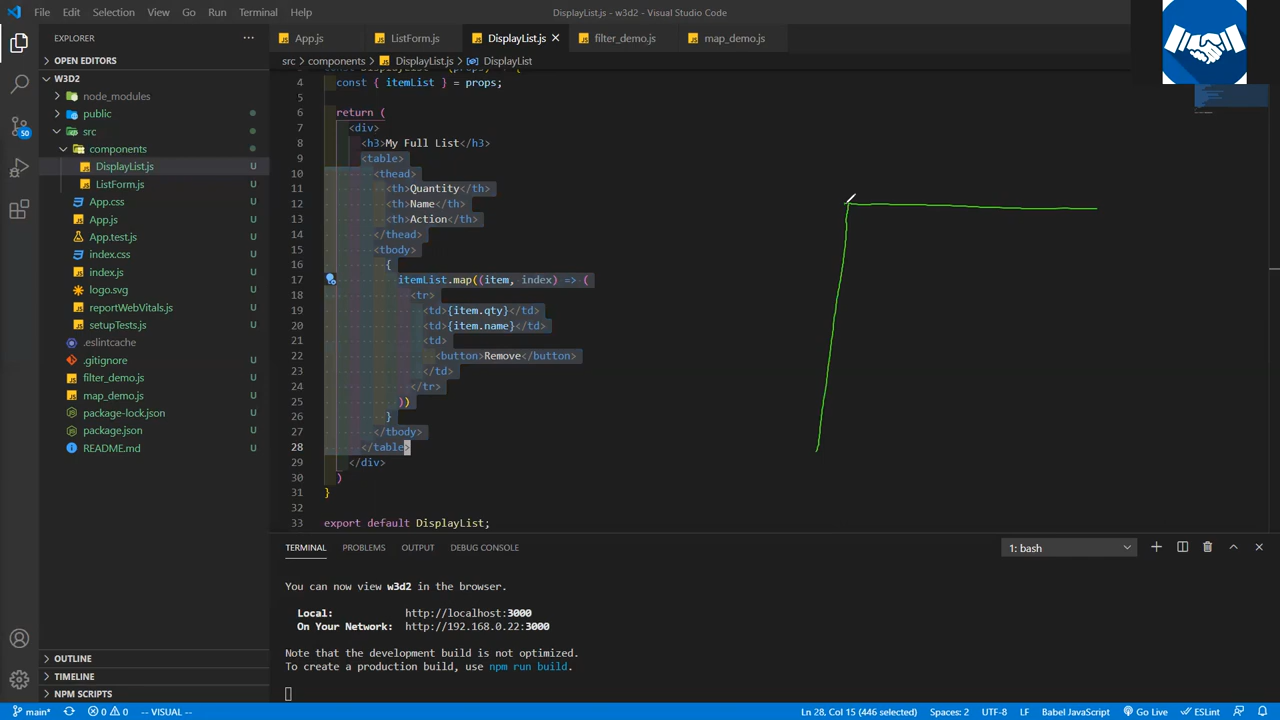 File Edit Selection View Go Run Terminal Help
DisplayList.js - w3d2 - Visual Studio Code
EXPLORER
OPEN EDITORS
W3D2
node_modules
public
src
components
DisplayList.js U
ListForm.js U
App.css U
App.js U
App.test.js U
index.css U
index.js U
logo.svg U
reportWebVitals.js U
setupTests.js U
.eslintcache
.gitignore U
filter_demo.js U
map_demo.js U
package-lock.json U
package.json U
README.md U
OUTLINE
TIMELINE
NPM SCRIPTS
50
App.js ListForm.js DisplayList.js filter_demo.js map_demo.js
src > components > DisplayList.js > DisplayList
4 const { itemList } = props;
5
6 return (
7 <div>
8 <h3>My Full List</h3>
9 <table>
10 <thead>
11 <th>Quantity</th>
12 <th>Name</th>
13 <th>Action</th>
14 </thead>
15 <tbody>
16 {
17 itemList.map((item, index) => (
18 <tr>
19 <td>{item.qty}</td>
20 <td>{item.name}</td>
21 <td>
22 <button>Remove</button>
23 </td>
24 </tr>
25 ))
26 }
27 </tbody>
28 </table>
29 </div>
30 )
31 }
32
33 export default DisplayList;
TERMINAL PROBLEMS OUTPUT DEBUG CONSOLE
1: bash
You can now view w3d2 in the browser.
Local: http://localhost:3000
On Your Network: http://192.168.0.22:3000
Note that the development build is not optimized.
To create a production build, use npm run build.
main* 0 0 -- VISUAL -- Ln 28, Col 15 (446 selected) Spaces: 2 UTF-8 LF Babel JavaScript Go Live ESLint